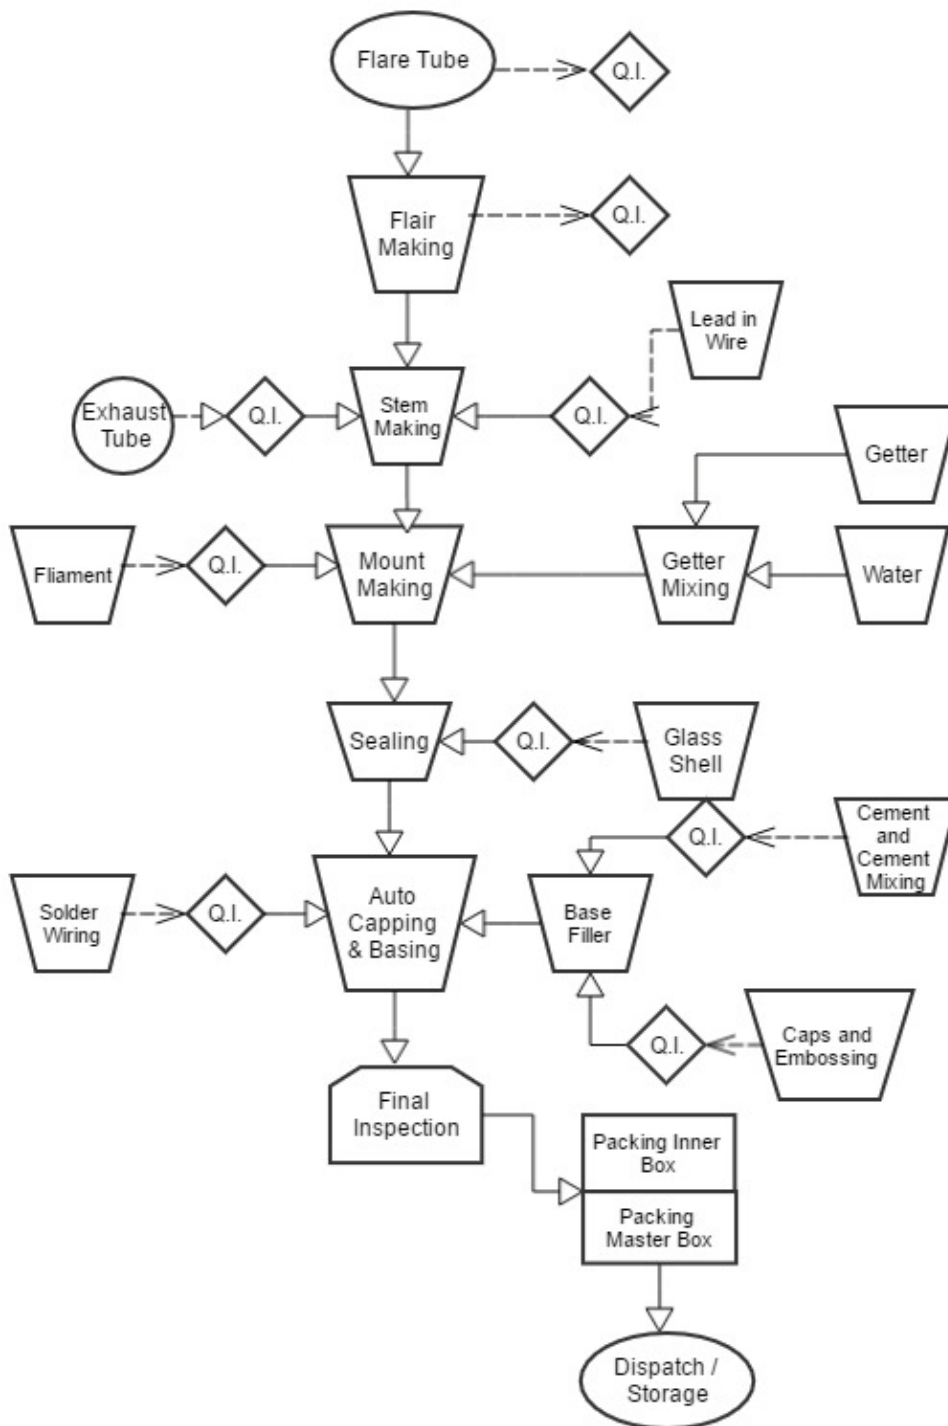 Flare Tube
Q.I.
Flair
Making
Q.I.
Lead in
Wire
Exhaust
Tube
Q.I.
Stem
Making
Q.I.
Getter
Fliament
Q.I.
Mount
Making
Getter
Mixing
Water
Sealing
Q.I.
Glass
Shell
Q.I.
Cement
and
Cement
Mixing
Solder
Wiring
Q.I.
Auto
Capping
& Basing
Base
Filler
Q.I.
Caps and
Embossing
Final
Inspection
Packing Inner
Box
Packing
Master Box
Dispatch /
Storage